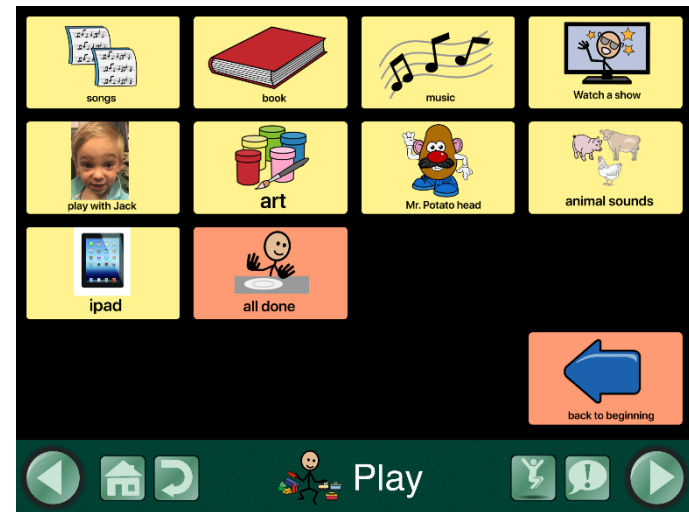 songs
book
music
Watch a show
play with Jack
art
Mr. Potato head
animal sounds
ipad
all done
back to beginning
Play